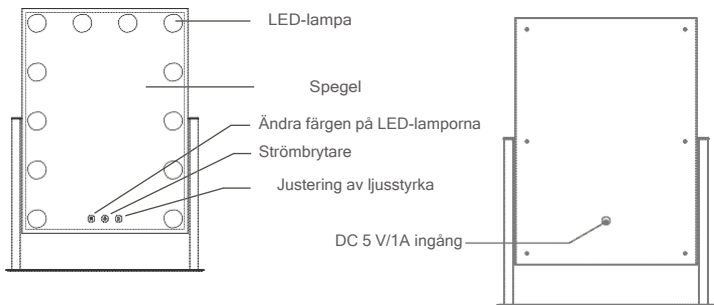 LED-lampa
Spegel
Ändra färgen på LED-lamporna
Strömbrytare
Justering av ljusstyrka
DC 5 V/1A ingång